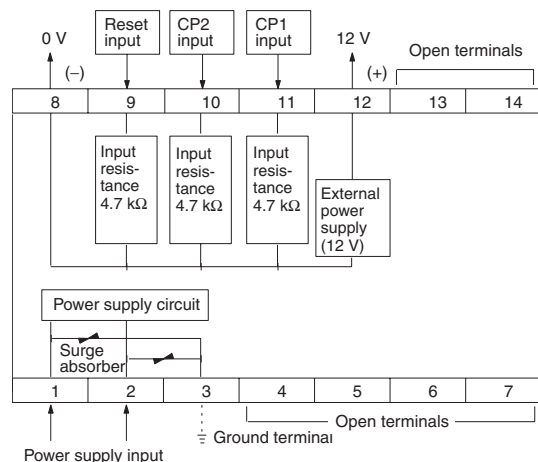 0 V
Reset input
CP2 input
CP1 input
12 V
(−)
(+)
Open terminals
8 9 10 11 12 13 14
Input resis- tance 4.7 kΩ
Input resis- tance 4.7 kΩ
Input resis- tance 4.7 kΩ
External power supply (12 V)
Power supply circuit
Surge absorber
1 2 3 4 5 6 7
Open terminals
Ground terminal
Power supply input